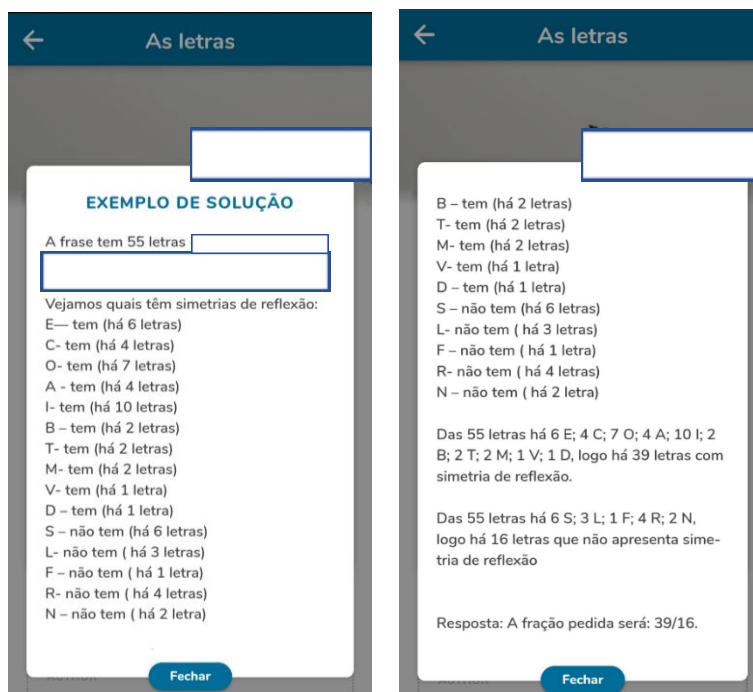 As letras
EXEMPLO DE SOLUÇÃO
A frase tem 55 letras
Vejamos quais têm simetrias de reflexão:
E— tem (há 6 letras)
C- tem (há 4 letras)
O- tem (há 7 letras)
A - tem (há 4 letras)
I- tem (há 10 letras)
B – tem (há 2 letras)
T- tem (há 2 letras)
M- tem (há 2 letras)
V- tem (há 1 letra)
D – tem (há 1 letra)
S – não tem (há 6 letras)
L- não tem ( há 3 letras)
F – não tem ( há 1 letra)
R- não tem ( há 4 letras)
N – não tem ( há 2 letra)
Fechar
As letras
B – tem (há 2 letras)
T- tem (há 2 letras)
M- tem (há 2 letras)
V- tem (há 1 letra)
D – tem (há 1 letra)
S – não tem (há 6 letras)
L- não tem ( há 3 letras)
F – não tem ( há 1 letra)
R- não tem ( há 4 letras)
N – não tem ( há 2 letra)
Das 55 letras há 6 E; 4 C; 7 O; 4 A; 10 I; 2
B; 2 T; 2 M; 1 V; 1 D, logo há 39 letras com
simetria de reflexão.
Das 55 letras há 6 S; 3 L; 1 F; 4 R; 2 N,
logo há 16 letras que não apresenta sime-
tria de reflexão
Resposta: A fração pedida será: 39/16.
Fechar